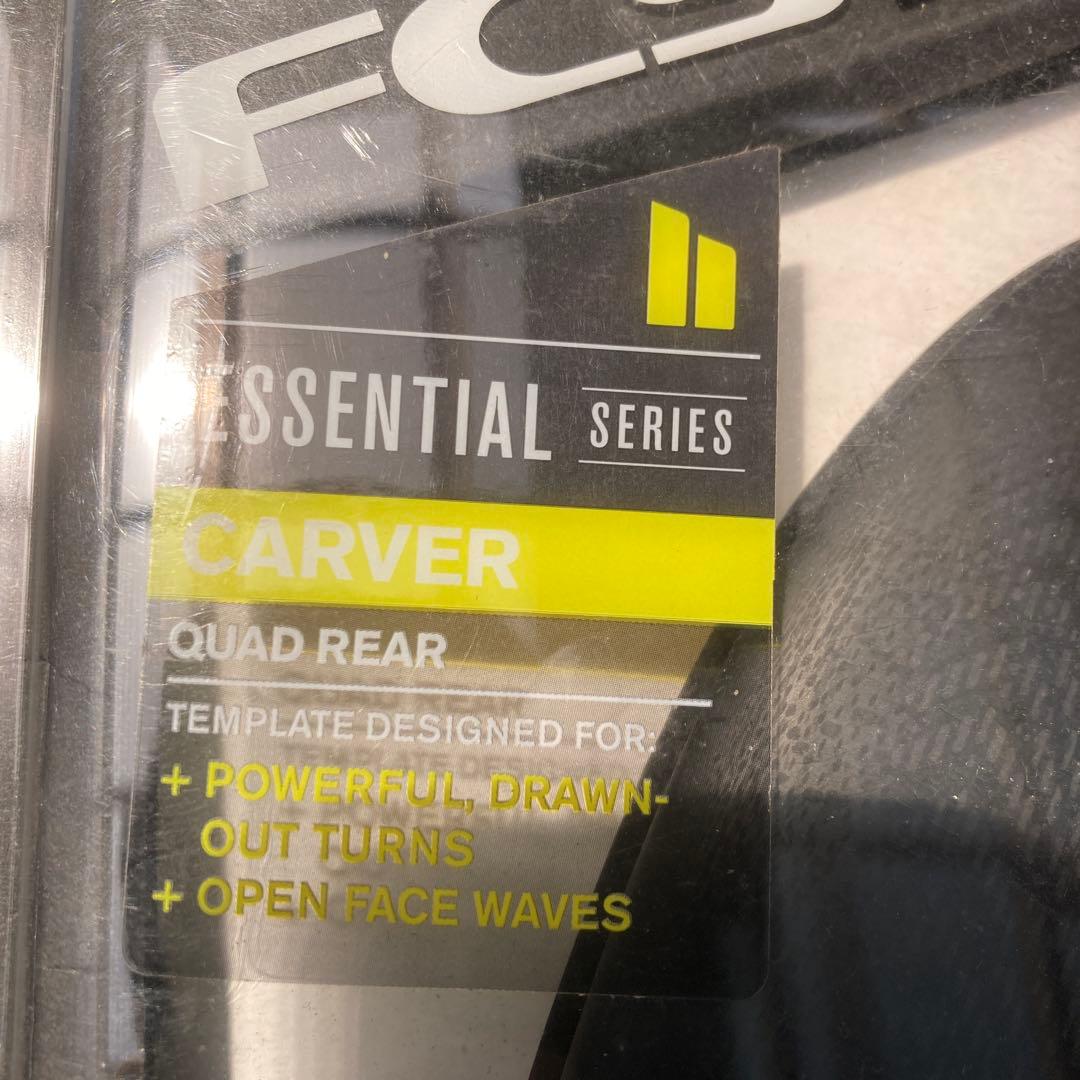 FCS
ESSENTIAL SERIES
CARVER
QUAD REAR
TEMPLATE DESIGNED FOR:
+ POWERFUL, DRAWN-
OUT TURNS
+ OPEN FACE WAVES